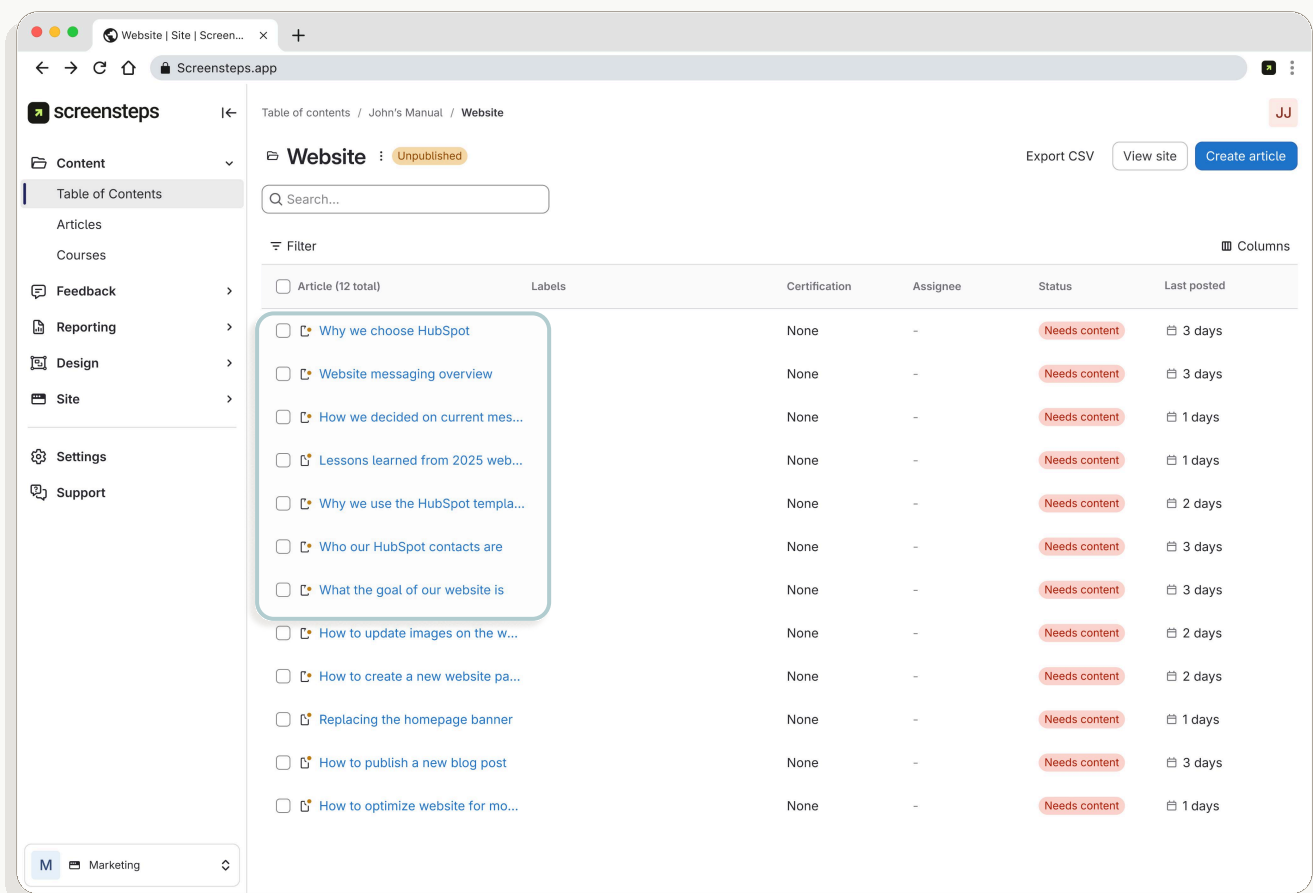 Website | Site | Screen...
Screensteps.app
screensteps
Content
Table of Contents
Articles
Courses
Feedback
Reporting
Design
Site
Settings
Support
M Marketing
Table of contents / John's Manual / Website
JJ
Website Unpublished
Export CSV View site Create article
Search...
Filter Columns
Article (12 total) Labels Certification Assignee Status Last posted
Why we choose HubSpot None - Needs content 3 days
Website messaging overview None - Needs content 3 days
How we decided on current mes... None - Needs content 1 days
Lessons learned from 2025 web... None - Needs content 1 days
Why we use the HubSpot templa... None - Needs content 2 days
Who our HubSpot contacts are None - Needs content 3 days
What the goal of our website is None - Needs content 3 days
How to update images on the w... None - Needs content 2 days
How to create a new website pa... None - Needs content 2 days
Replacing the homepage banner None - Needs content 1 days
How to publish a new blog post None - Needs content 3 days
How to optimize website for mo... None - Needs content 1 days